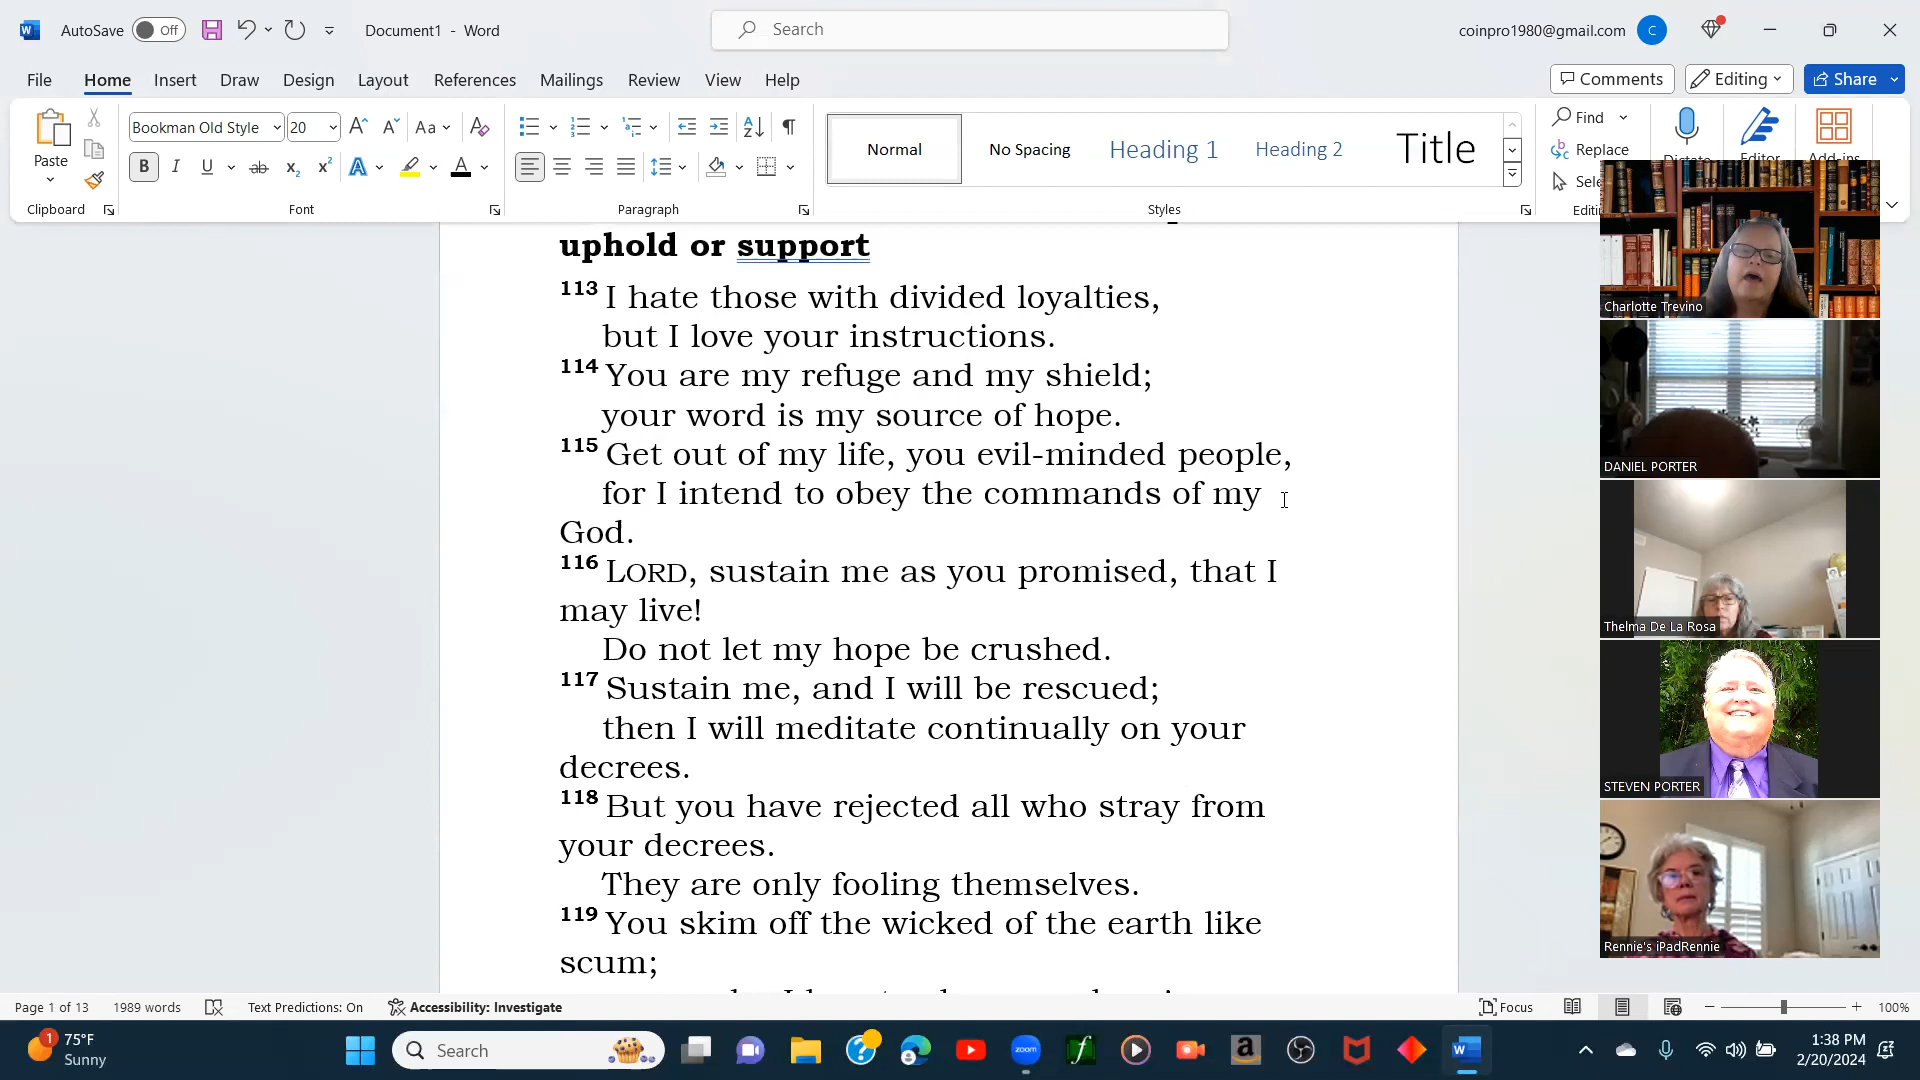 AutoSave Off Document1 - Word Search coinpro1980@gmail.com C
File Home Insert Draw Design Layout References Mailings Review View Help Comments Editing Share
Paste Bookman Old Style 20 Aa Normal No Spacing Heading 1 Heading 2 Title Find Replace
Clipboard Font Paragraph Styles
uphold or support
113 I hate those with divided loyalties,
but I love your instructions.
114 You are my refuge and my shield;
your word is my source of hope.
115 Get out of my life, you evil-minded people,
for I intend to obey the commands of my
God.
116 LORD, sustain me as you promised, that I
may live!
Do not let my hope be crushed.
117 Sustain me, and I will be rescued;
then I will meditate continually on your
decrees.
118 But you have rejected all who stray from
your decrees.
They are only fooling themselves.
119 You skim off the wicked of the earth like
scum;
Charlotte Trevino
DANIEL PORTER
Thelma De La Rosa
STEVEN PORTER
Rennie's iPadRennie
Page 1 of 13 1989 words Text Predictions: On Accessibility: Investigate Focus 100%
1 75°F
Sunny
Search
zoom
1:38 PM
2/20/2024